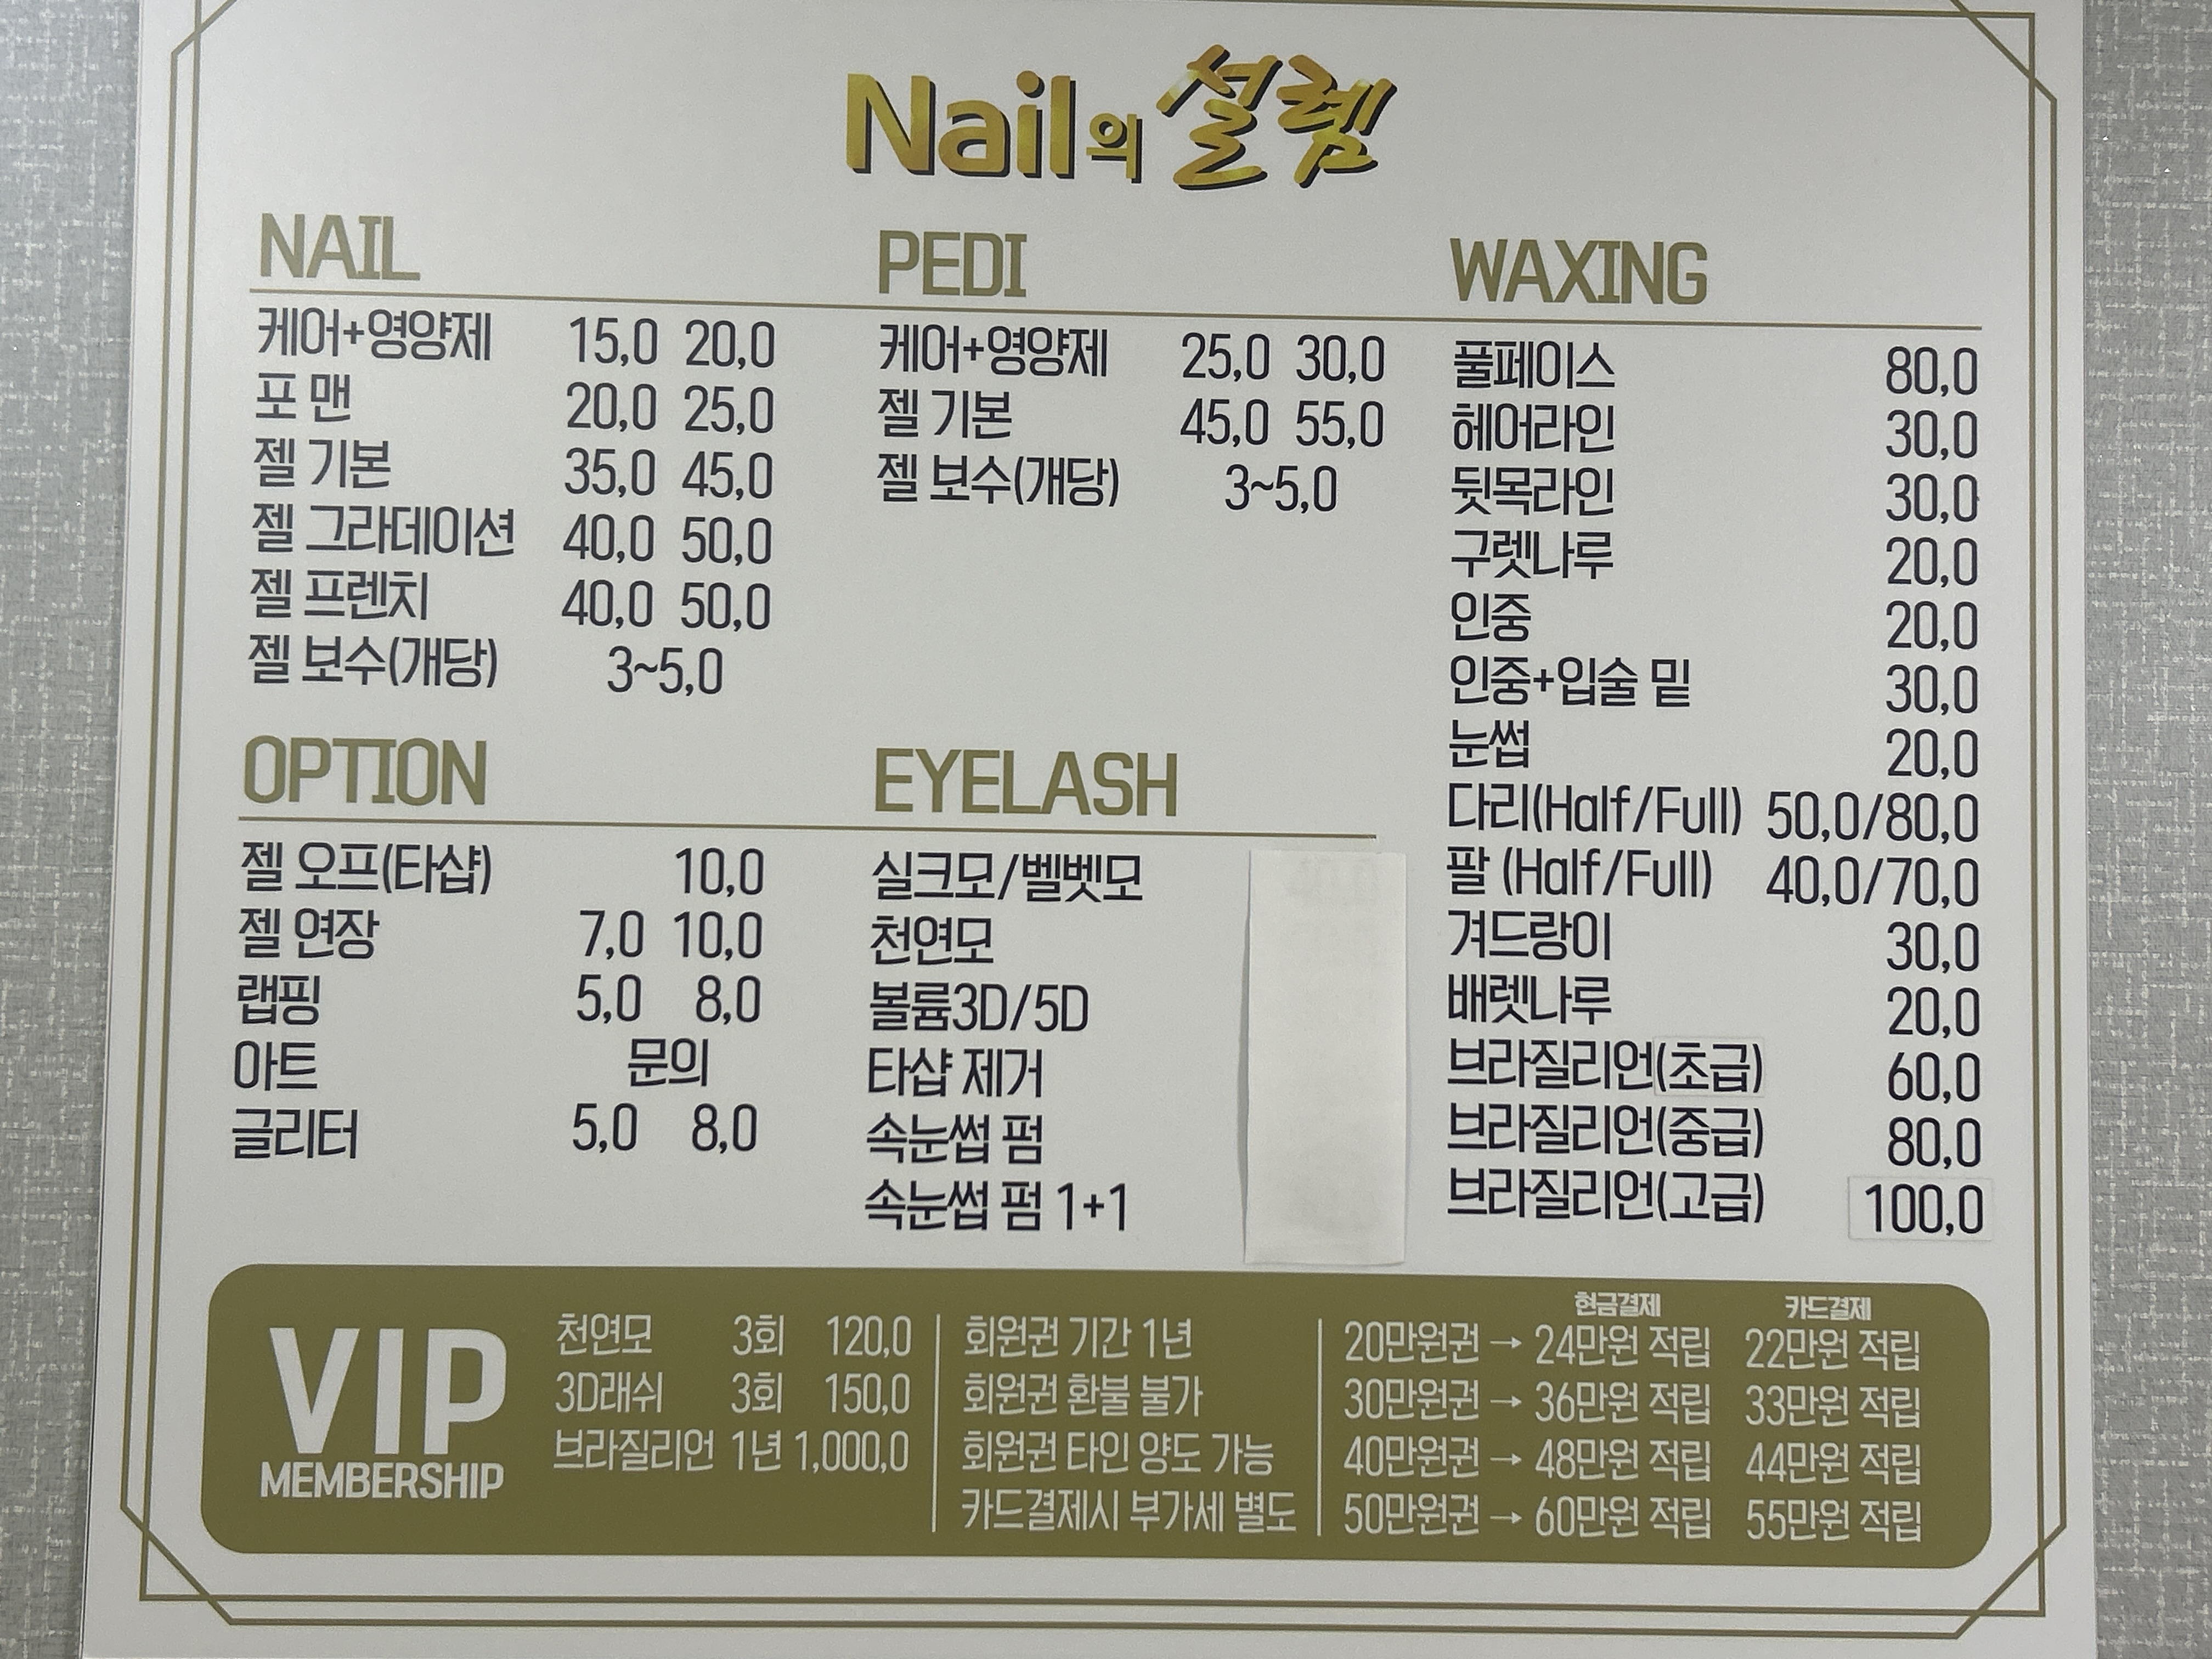 Nail의 설렘
NAIL
케어+영양제 15,0 20,0
포 맨 20,0 25,0
젤 기본 35,0 45,0
젤 그라데이션 40,0 50,0
젤 프렌치 40,0 50,0
젤 보수(개당) 3~5,0
PEDI
케어+영양제 25,0 30,0
젤 기본 45,0 55,0
젤 보수(개당) 3~5,0
OPTION
젤 오프(타샵) 10,0
젤 연장 7,0 10,0
랩핑 5,0 8,0
아트 문의
글리터 5,0 8,0
EYELASH
실크모/벨벳모
천연모
볼륨3D/5D
타샵 제거
속눈썹 펌
속눈썹 펌 1+1
WAXING
풀페이스 80,0
헤어라인 30,0
뒷목라인 30,0
구렛나루 20,0
인중 20,0
인중+입술 밑 30,0
눈썹 20,0
다리(Half/Full) 50,0/80,0
팔 (Half/Full) 40,0/70,0
겨드랑이 30,0
배렛나루 20,0
브라질리언(초급) 60,0
브라질리언(중급) 80,0
브라질리언(고급) 100,0
VIP
MEMBERSHIP
천연모 3회 120,0
3D래쉬 3회 150,0
브라질리언 1년 1,000,0
회원권 기간 1년
회원권 환불 불가
회원권 타인 양도 가능
카드결제시 부가세 별도
현금결제 카드결제
20만원권 → 24만원 적립 22만원 적립
30만원권 → 36만원 적립 33만원 적립
40만원권 → 48만원 적립 44만원 적립
50만원권 → 60만원 적립 55만원 적립